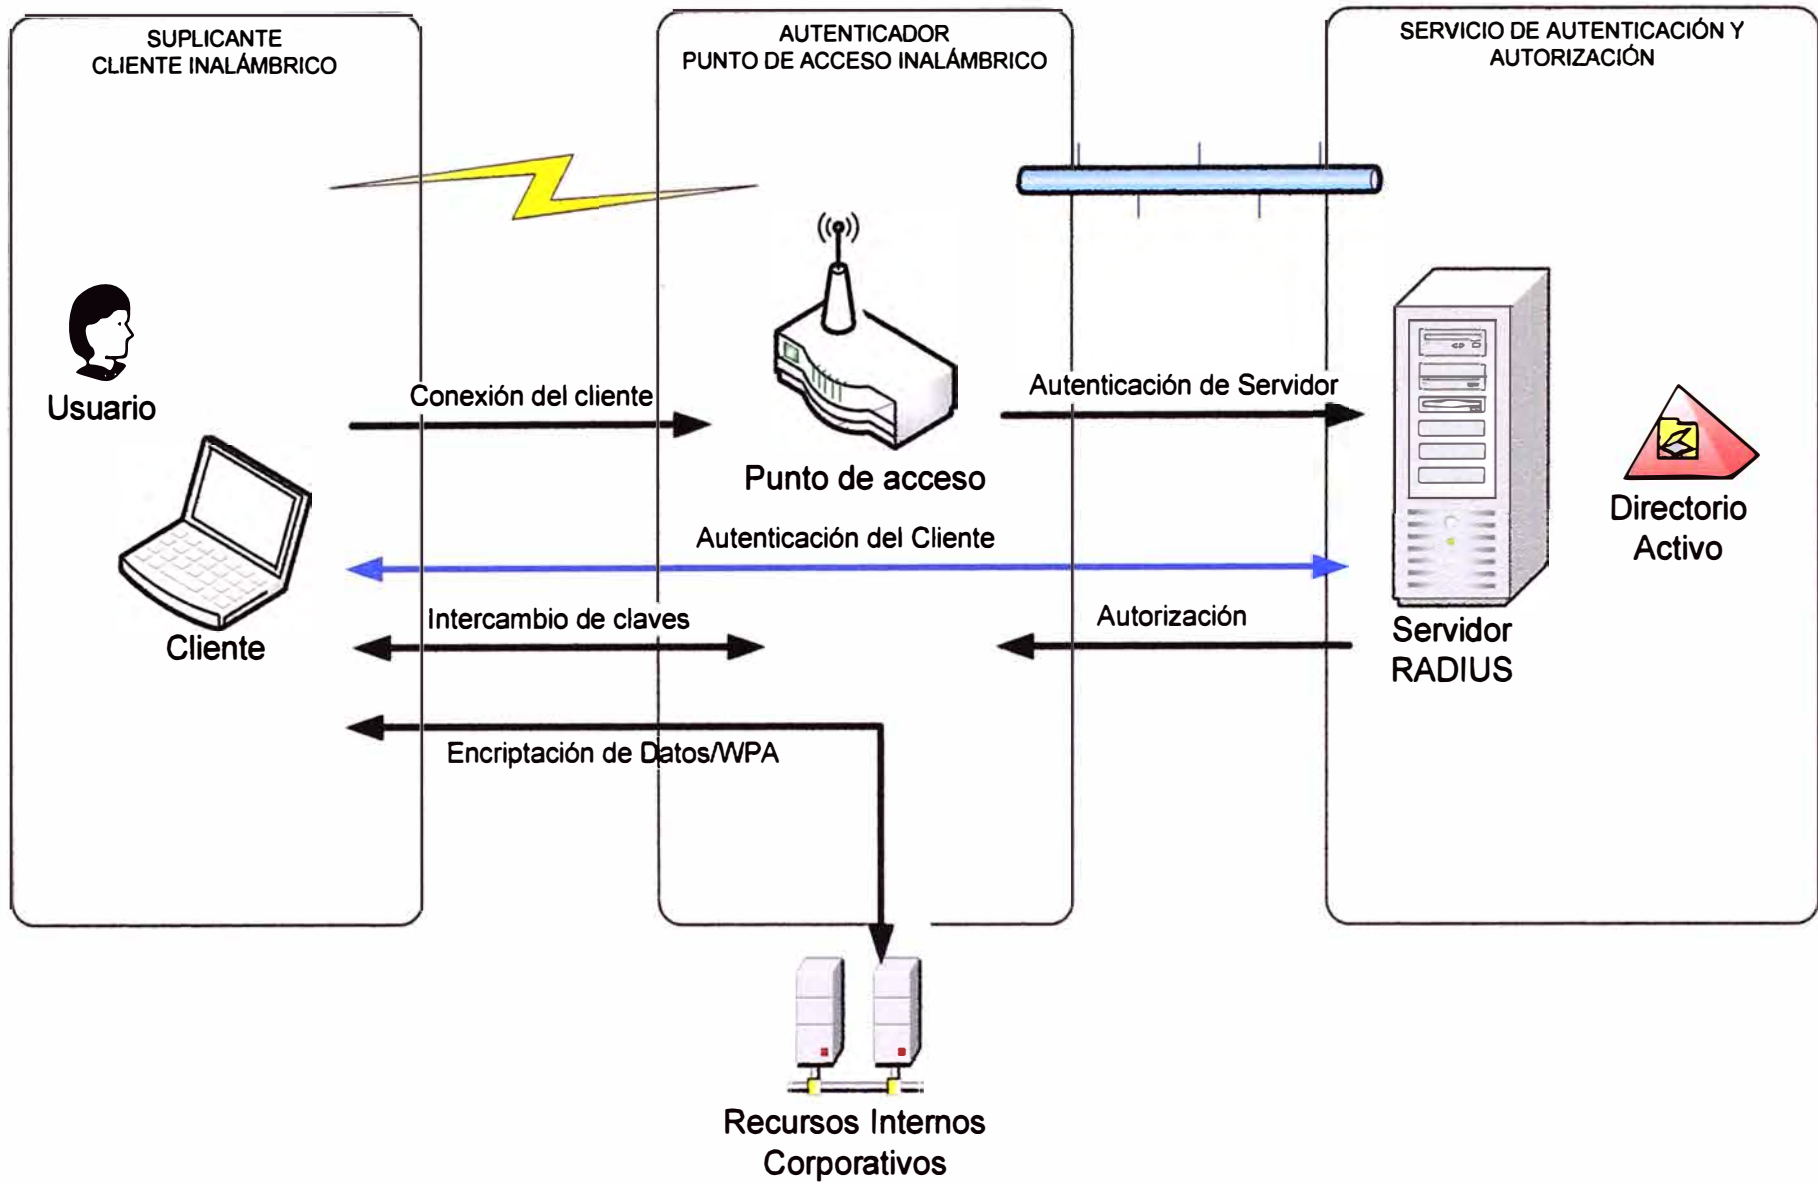 SUPLICANTE
CLIENTE INALÁMBRICO
AUTENTICADOR
PUNTO DE ACCESO INALÁMBRICO
SERVICIO DE AUTENTICACIÓN Y
AUTORIZACIÓN
Usuario
Conexión del cliente
Autenticación de Servidor
Punto de acceso
Directorio
Activo
Autenticación del Cliente
Cliente
Intercambio de claves
Autorización
Servidor
RADIUS
Encriptación de Datos/WPA
Recursos Internos
Corporativos